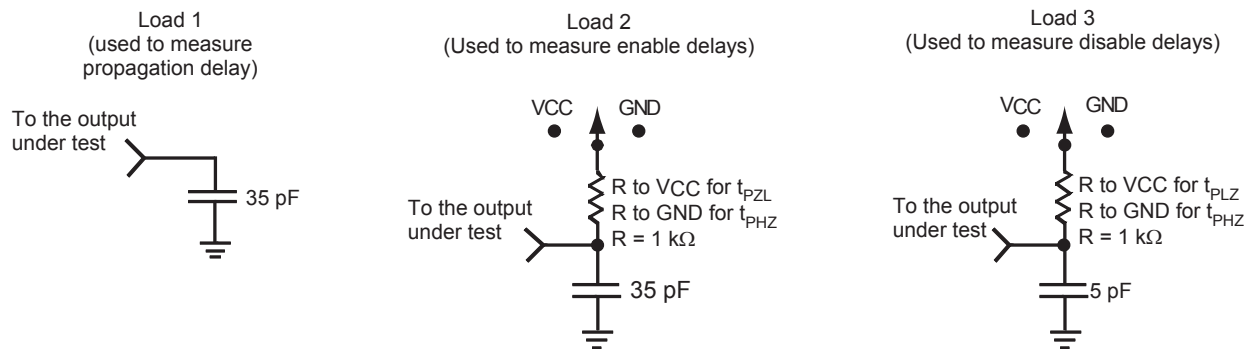 Load 1
(used to measure
propagation delay)
To the output
under test
35 pF
Load 2
(Used to measure enable delays)
VCC
GND
R to VCC for tPZL
R to GND for tPHZ
R = 1 kΩ
To the output
under test
35 pF
Load 3
(Used to measure disable delays)
VCC
GND
R to VCC for tPLZ
R to GND for tPHZ
R = 1 kΩ
To the output
under test
5 pF